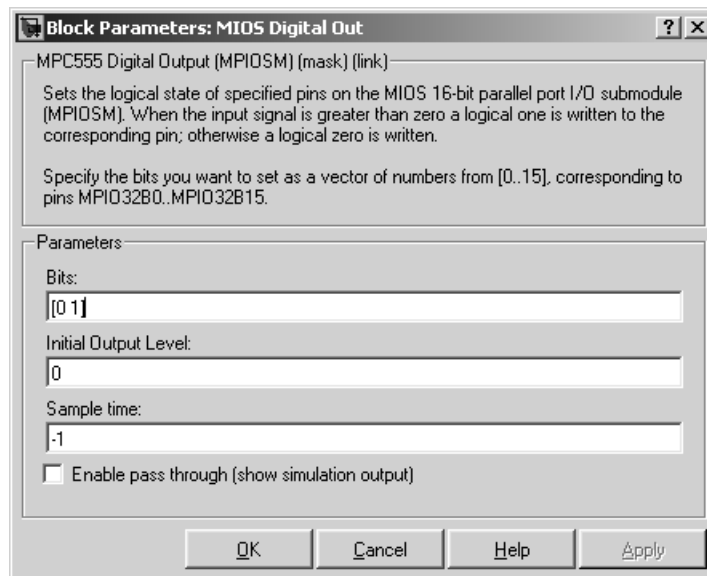 Block Parameters: MIOS Digital Out
MPC555 Digital Output (MPIOSM) (mask) (link)
Sets the logical state of specified pins on the MIOS 16-bit parallel port I/O submodule
(MPIOSM). When the input signal is greater than zero a logical one is written to the
corresponding pin; otherwise a logical zero is written.
Specify the bits you want to set as a vector of numbers from [0..15], corresponding to
pins MPIO32B0..MPIO32B15.
Parameters
Bits:
[0 1]
Initial Output Level:
0
Sample time:
-1
Enable pass through (show simulation output)
OK Cancel Help Apply